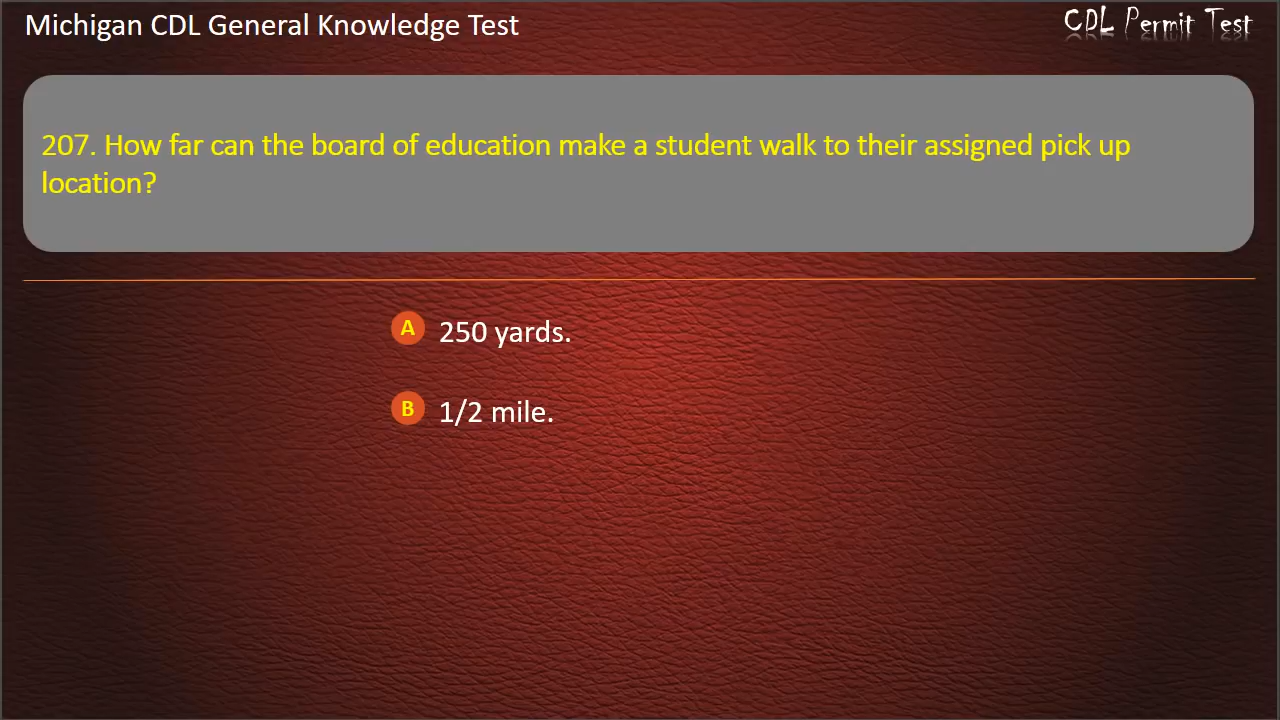 Michigan CDL General Knowledge Test
CDL Permit Test
207. How far can the board of education make a student walk to their assigned pick up
location?
A 250 yards.
B 1/2 mile.